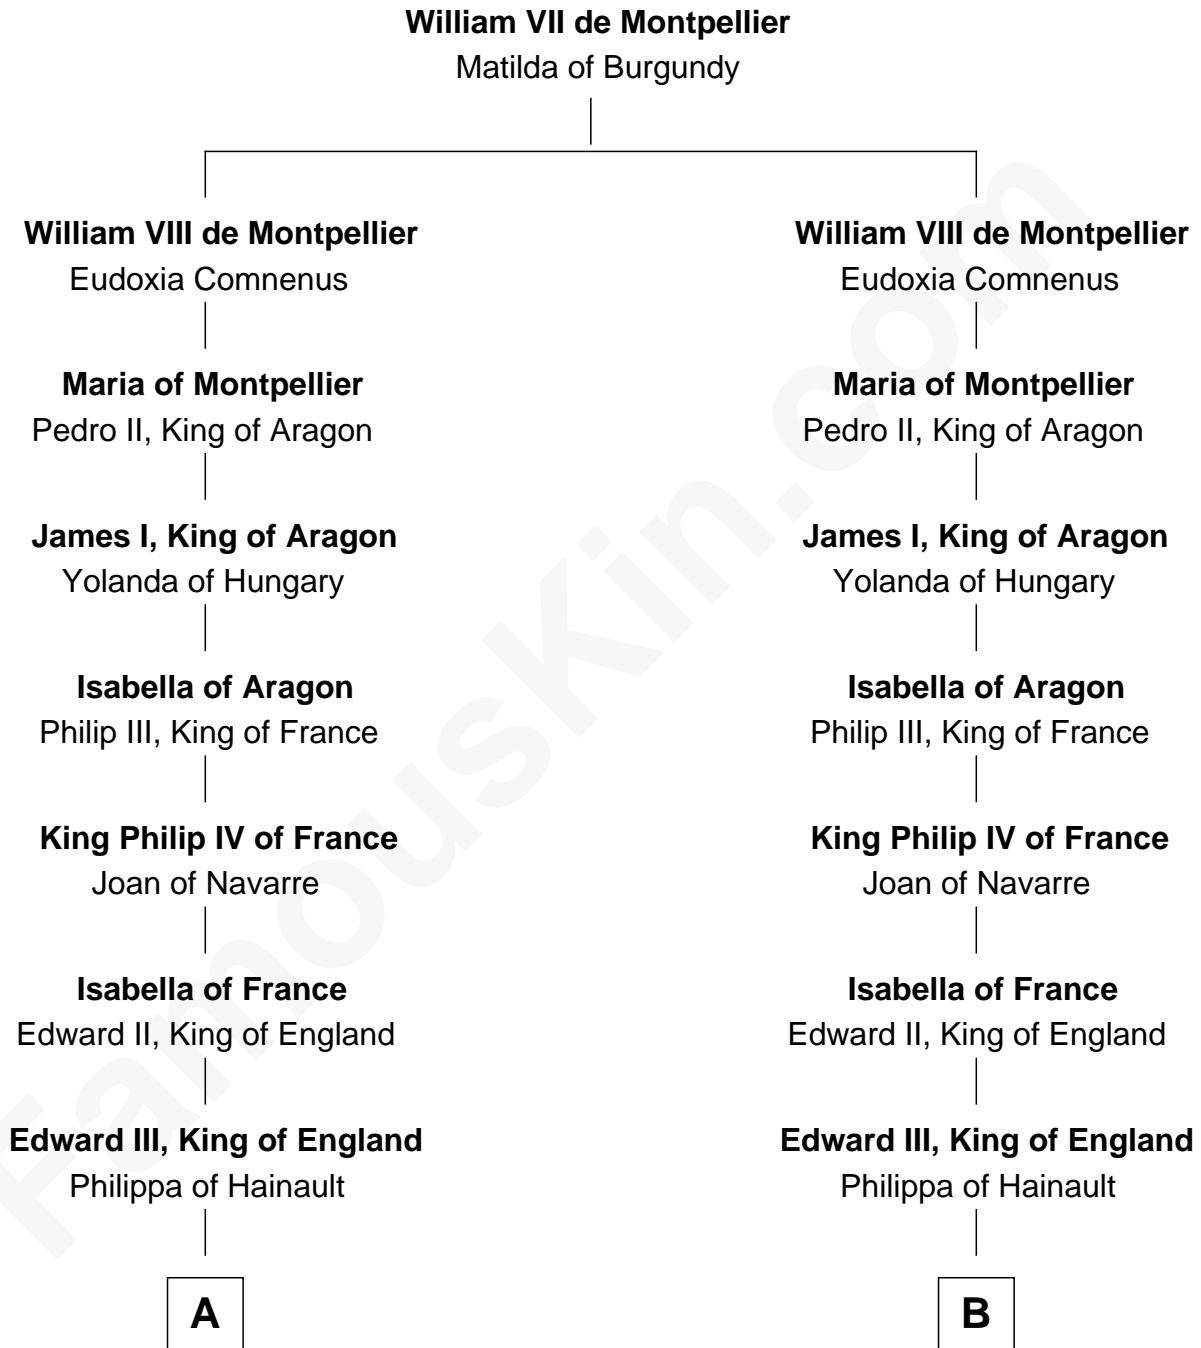 William VII de Montpellier
Matilda of Burgundy
William VIII de Montpellier
Eudoxia Comnenus
Maria of Montpellier
Pedro II, King of Aragon
James I, King of Aragon
Yolanda of Hungary
Isabella of Aragon
Philip III, King of France
King Philip IV of France
Joan of Navarre
Isabella of France
Edward II, King of England
Edward III, King of England
Philippa of Hainault
A
William VIII de Montpellier
Eudoxia Comnenus
Maria of Montpellier
Pedro II, King of Aragon
James I, King of Aragon
Yolanda of Hungary
Isabella of Aragon
Philip III, King of France
King Philip IV of France
Joan of Navarre
Isabella of France
Edward II, King of England
Edward III, King of England
Philippa of Hainault
B
FamousKin.com